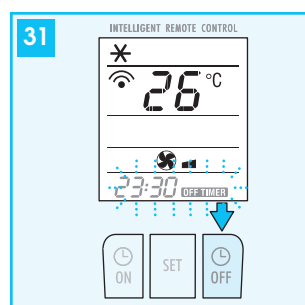 31
INTELLIGENT REMOTE CONTROL
26 °C
23:30 OFF TIMER
ON SET OFF